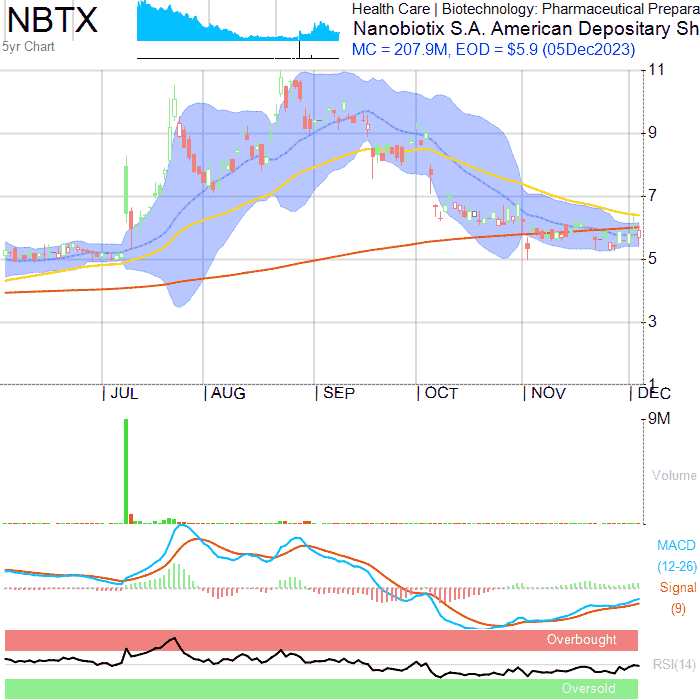 NBTX
5yr Chart
Health Care | Biotechnology: Pharmaceutical Prepara
Nanobiotix S.A. American Depositary Sh
MC = 207.9M, EOD = $5.9 (05Dec2023)
11
9
7
5
3
1
JUL
AUG
SEP
OCT
NOV
DEC
9M
Volume
MACD
(12-26)
Signal
(9)
Overbought
RSI(14)
Oversold